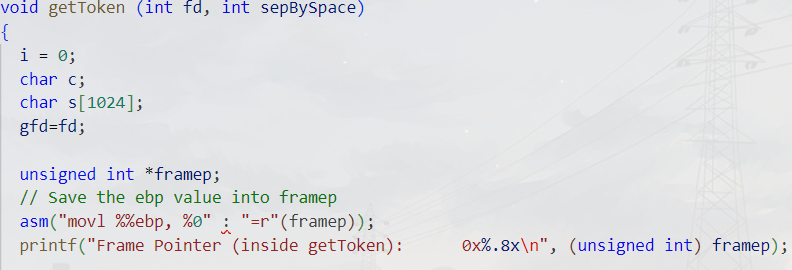 void getToken (int fd, int sepBySpace)
{
  i = 0;
  char c;
  char s[1024];
  gfd=fd;

  unsigned int *framep;
  // Save the ebp value into framep
  asm("movl %%ebp, %0" : "=r"(framep));
  printf("Frame Pointer (inside getToken):      0x%.8x\n", (unsigned int) framep);